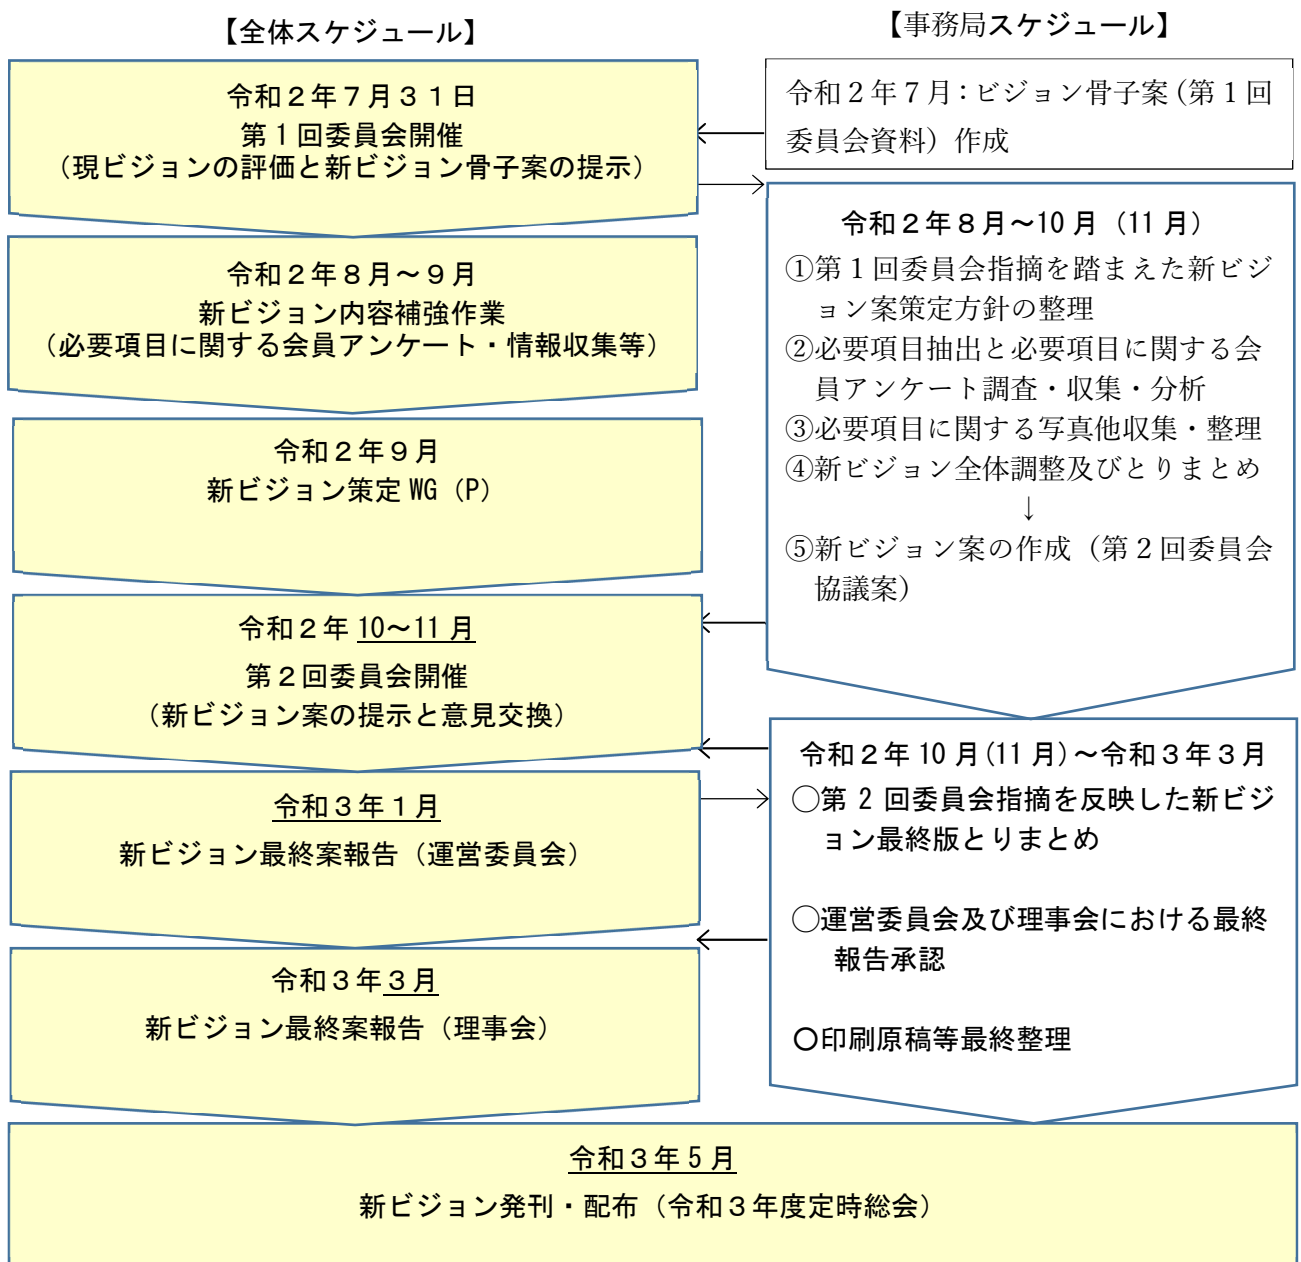 【全体スケジュール】
令和２年７月３１日
第１回委員会開催
（現ビジョンの評価と新ビジョン骨子案の提示）
令和２年８月～９月
新ビジョン内容補強作業
（必要項目に関する会員アンケート・情報収集等）
令和２年９月
新ビジョン策定 WG（P）
令和２年 10～11 月
第２回委員会開催
（新ビジョン案の提示と意見交換）
令和３年１月
新ビジョン最終案報告（運営委員会）
令和３年３月
新ビジョン最終案報告（理事会）
【事務局スケジュール】
令和２年７月：ビジョン骨子案（第１回
委員会資料）作成
令和２年８月～10 月（11 月）
①第１回委員会指摘を踏まえた新ビジ
ョン案策定方針の整理
②必要項目抽出と必要項目に関する会
員アンケート調査・収集・分析
③必要項目に関する写真他収集・整理
④新ビジョン全体調整及びとりまとめ
↓
⑤新ビジョン案の作成（第２回委員会
協議案）
令和２年 10 月(11 月)～令和３年３月
◯第 2 回委員会指摘を反映した新ビジ
ョン最終版とりまとめ
◯運営委員会及び理事会における最終
報告承認
〇印刷原稿等最終整理
令和３年５月
新ビジョン発刊・配布（令和３年度定時総会）